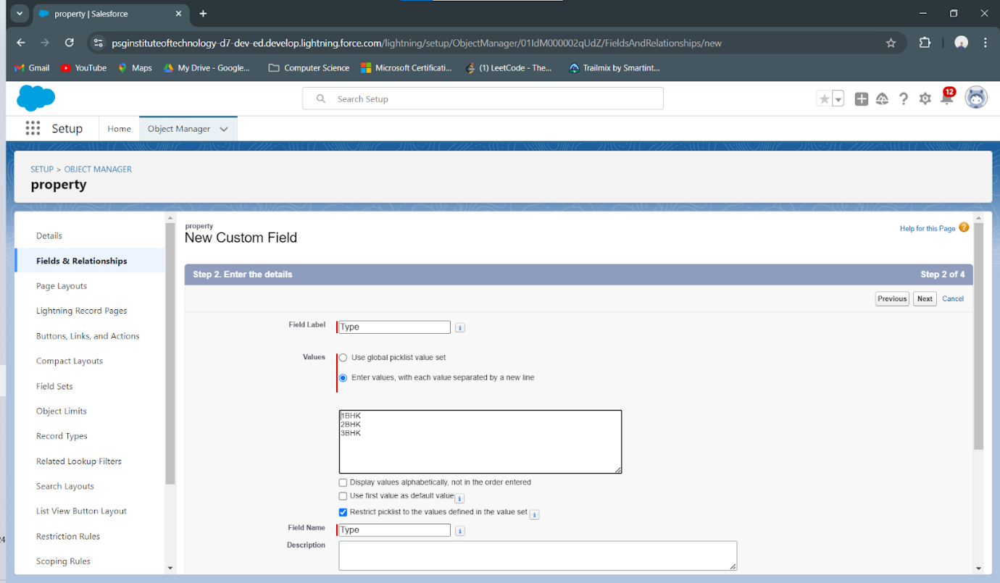 property | Salesforce
psginstituteoftechnology-d7-dev-ed.develop.lightning.force.com/lightning/setup/ObjectManager/01IdM000002qUdZ/FieldsAndRelationships/new
Gmail YouTube Maps My Drive - Google... Computer Science Microsoft Certificati... (1) LeetCode - The... Trailmix by Smartint...
Search Setup
12
Setup Home Object Manager
SETUP > OBJECT MANAGER
property
Details
Fields & Relationships
Page Layouts
Lightning Record Pages
Buttons, Links, and Actions
Compact Layouts
Field Sets
Object Limits
Record Types
Related Lookup Filters
Search Layouts
List View Button Layout
Restriction Rules
Scoping Rules
24
property
New Custom Field
Help for this Page
Step 2. Enter the details Step 2 of 4
Previous Next Cancel
Field Label Type
Values Use global picklist value set
Enter values, with each value separated by a new line
1BHK
2BHK
3BHK
Display values alphabetically, not in the order entered
Use first value as default value
Restrict picklist to the values defined in the value set
Field Name Type
Description